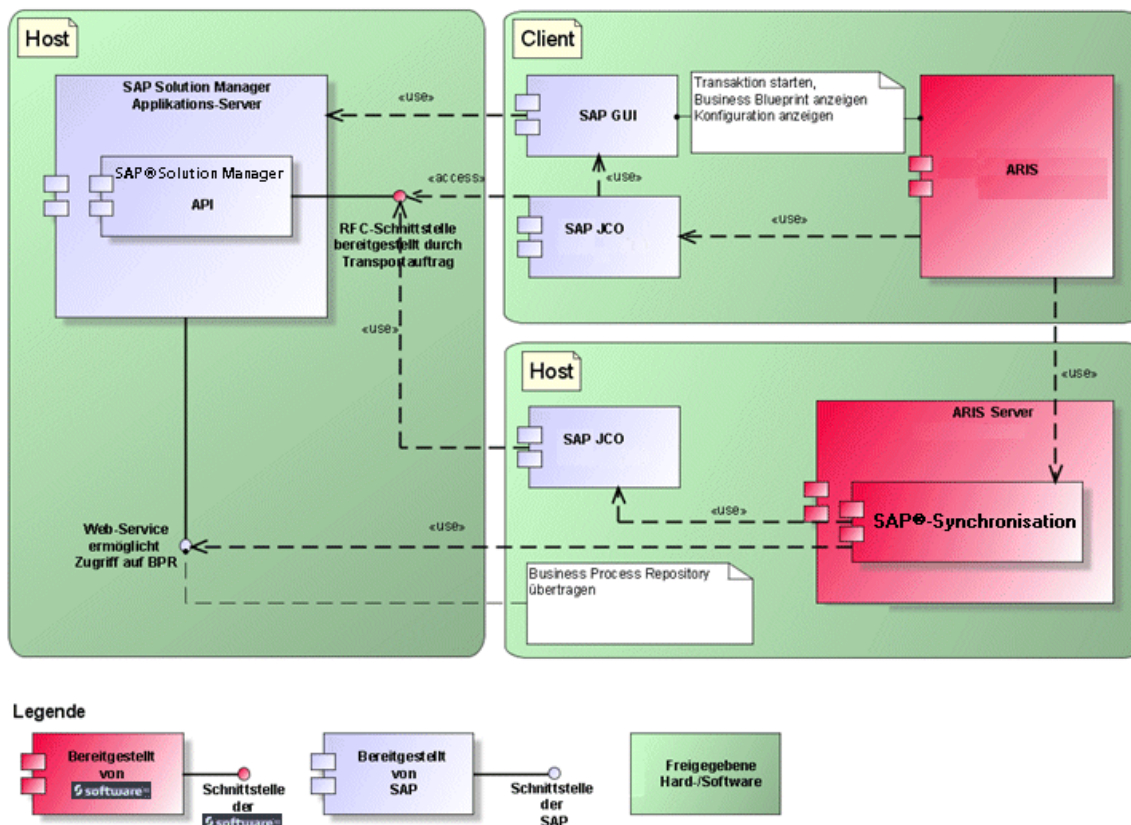 Host
SAP Solution Manager
Applikations-Server
SAP®Solution Manager
API
«use»
«access»
RFC-Schnittstelle
bereitgestellt durch
Transportauftrag
«use»
Web-Service
ermöglicht
Zugriff auf BPR
Client
SAP GUI
Transaktion starten,
Business Blueprint anzeigen
Konfiguration anzeigen
ARIS
«use»
SAP JCO
«use»
Host
SAP JCO
«use»
ARIS Server
SAP®-Synchronisation
«use»
«use»
Business Process Repository
übertragen
Legende
Bereitgestellt
von
software
Schnittstelle
der
software
Bereitgestellt
von
SAP
Schnittstelle
der
SAP
Freigegebene
Hard-/Software